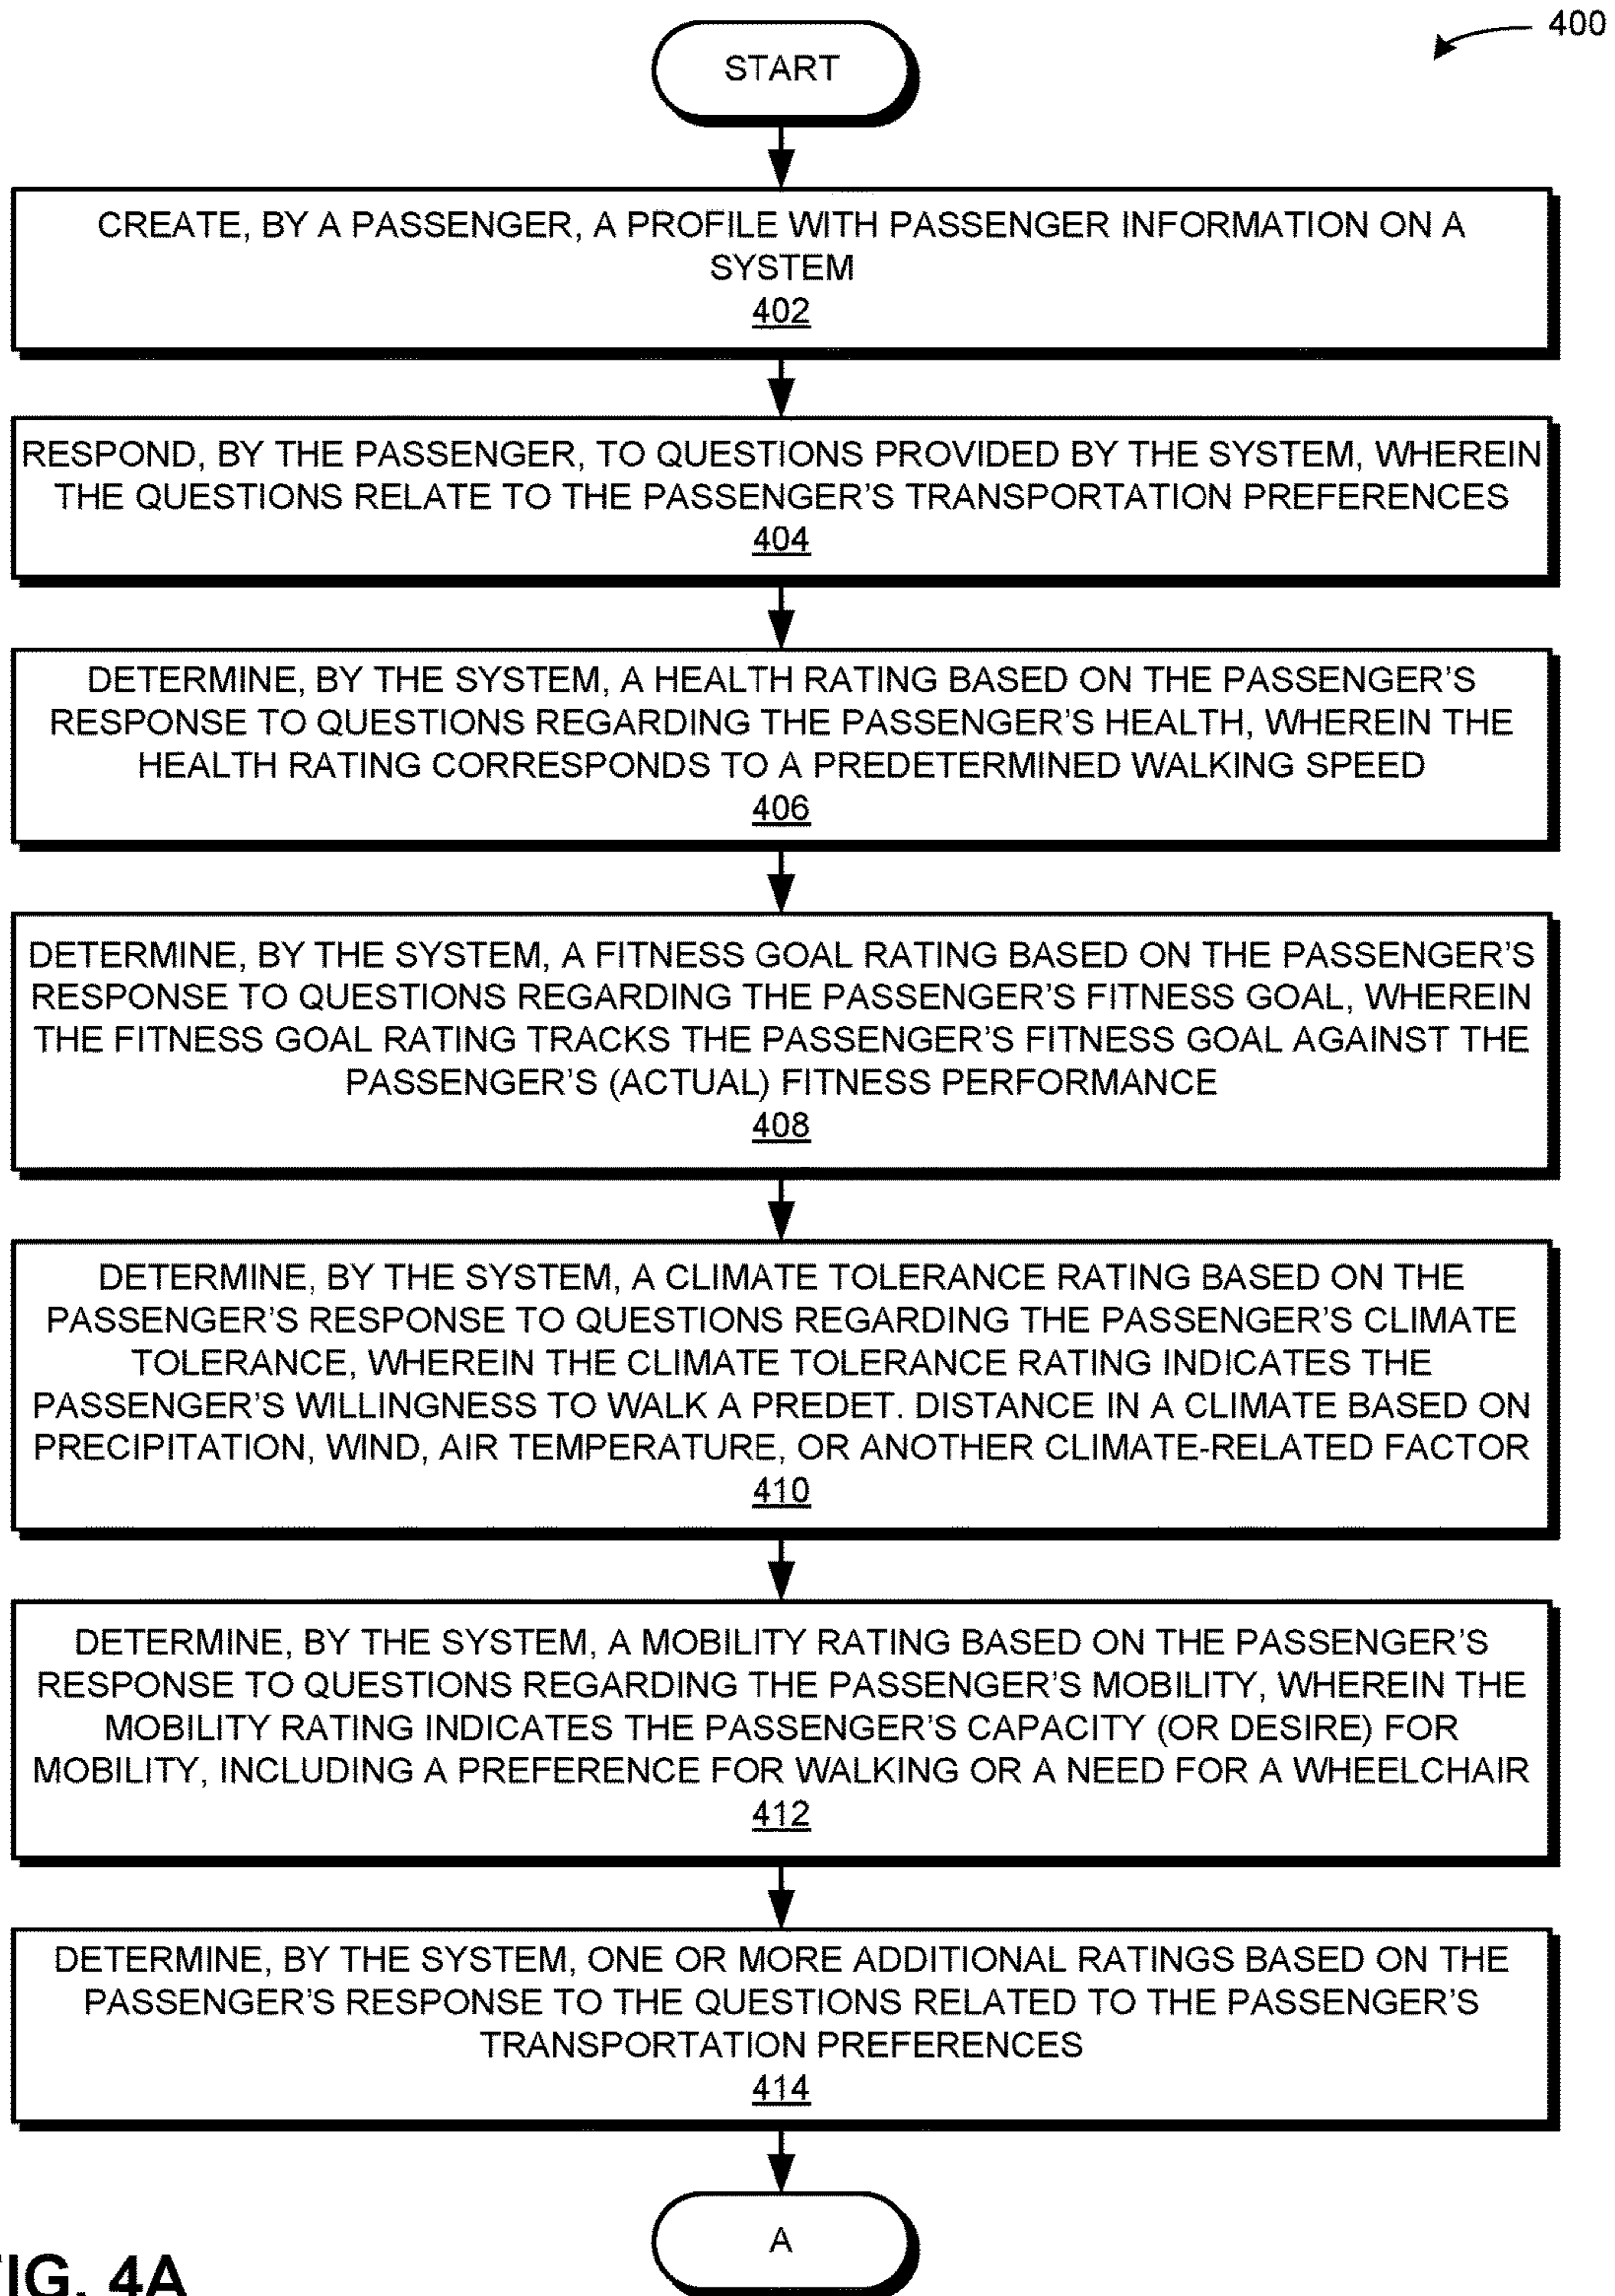 400
START
CREATE, BY A PASSENGER, A PROFILE WITH PASSENGER INFORMATION ON A
SYSTEM
402
RESPOND, BY THE PASSENGER, TO QUESTIONS PROVIDED BY THE SYSTEM, WHEREIN
THE QUESTIONS RELATE TO THE PASSENGER'S TRANSPORTATION PREFERENCES
404
DETERMINE, BY THE SYSTEM, A HEALTH RATING BASED ON THE PASSENGER'S
RESPONSE TO QUESTIONS REGARDING THE PASSENGER'S HEALTH, WHEREIN THE
HEALTH RATING CORRESPONDS TO A PREDETERMINED WALKING SPEED
406
DETERMINE, BY THE SYSTEM, A FITNESS GOAL RATING BASED ON THE PASSENGER'S
RESPONSE TO QUESTIONS REGARDING THE PASSENGER'S FITNESS GOAL, WHEREIN
THE FITNESS GOAL RATING TRACKS THE PASSENGER'S FITNESS GOAL AGAINST THE
PASSENGER'S (ACTUAL) FITNESS PERFORMANCE
408
DETERMINE, BY THE SYSTEM, A CLIMATE TOLERANCE RATING BASED ON THE
PASSENGER'S RESPONSE TO QUESTIONS REGARDING THE PASSENGER'S CLIMATE
TOLERANCE, WHEREIN THE CLIMATE TOLERANCE RATING INDICATES THE
PASSENGER'S WILLINGNESS TO WALK A PREDET. DISTANCE IN A CLIMATE BASED ON
PRECIPITATION, WIND, AIR TEMPERATURE, OR ANOTHER CLIMATE-RELATED FACTOR
410
DETERMINE, BY THE SYSTEM, A MOBILITY RATING BASED ON THE PASSENGER'S
RESPONSE TO QUESTIONS REGARDING THE PASSENGER'S MOBILITY, WHEREIN THE
MOBILITY RATING INDICATES THE PASSENGER'S CAPACITY (OR DESIRE) FOR
MOBILITY, INCLUDING A PREFERENCE FOR WALKING OR A NEED FOR A WHEELCHAIR
412
DETERMINE, BY THE SYSTEM, ONE OR MORE ADDITIONAL RATINGS BASED ON THE
PASSENGER'S RESPONSE TO THE QUESTIONS RELATED TO THE PASSENGER'S
TRANSPORTATION PREFERENCES
414
A
FIG. 4A